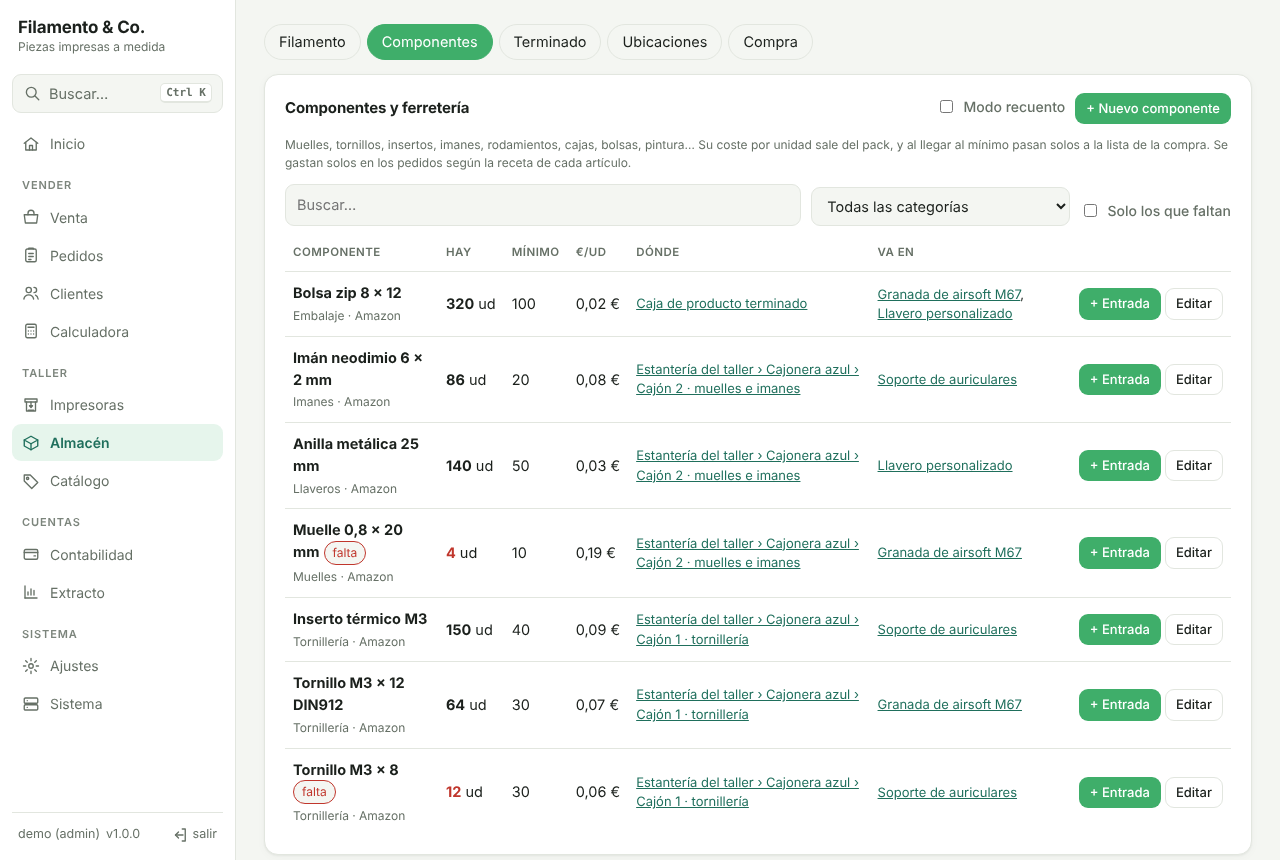 Filamento & Co.
Piezas impresas a medida
Buscar...
Ctrl K
Inicio
VENDER
Venta
Pedidos
Clientes
Calculadora
TALLER
Impresoras
Almacén
Catálogo
CUENTAS
Contabilidad
Extracto
SISTEMA
Ajustes
Sistema
demo (admin) v1.0.0
salir
Filamento
Componentes
Terminado
Ubicaciones
Compra
Componentes y ferretería
Modo recuento
+ Nuevo componente
Muelles, tornillos, insertos, imanes, rodamientos, cajas, bolsas, pintura… Su coste por unidad sale del pack, y al llegar al mínimo pasan solos a la lista de la compra. Se
gastan solos en los pedidos según la receta de cada artículo.
Buscar...
Todas las categorías
Solo los que faltan
COMPONENTE HAY MÍNIMO €/UD DÓNDE VA EN
Bolsa zip 8 × 12
Embalaje · Amazon
320 ud
100
0,02 €
Caja de producto terminado
Granada de airsoft M67,
Llavero personalizado
+ Entrada
Editar
Imán neodimio 6 ×
2 mm
Imanes · Amazon
86 ud
20
0,08 €
Estantería del taller › Cajonera azul ›
Cajón 2 · muelles e imanes
Soporte de auriculares
+ Entrada
Editar
Anilla metálica 25
mm
Llaveros · Amazon
140 ud
50
0,03 €
Estantería del taller › Cajonera azul ›
Cajón 2 · muelles e imanes
Llavero personalizado
+ Entrada
Editar
Muelle 0,8 × 20
mm falta
Muelles · Amazon
4 ud
10
0,19 €
Estantería del taller › Cajonera azul ›
Cajón 2 · muelles e imanes
Granada de airsoft M67
+ Entrada
Editar
Inserto térmico M3
Tornillería · Amazon
150 ud
40
0,09 €
Estantería del taller › Cajonera azul ›
Cajón 1 · tornillería
Soporte de auriculares
+ Entrada
Editar
Tornillo M3 × 12
DIN912
Tornillería · Amazon
64 ud
30
0,07 €
Estantería del taller › Cajonera azul ›
Cajón 1 · tornillería
Granada de airsoft M67
+ Entrada
Editar
Tornillo M3 × 8
falta
Tornillería · Amazon
12 ud
30
0,06 €
Estantería del taller › Cajonera azul ›
Cajón 1 · tornillería
Soporte de auriculares
+ Entrada
Editar